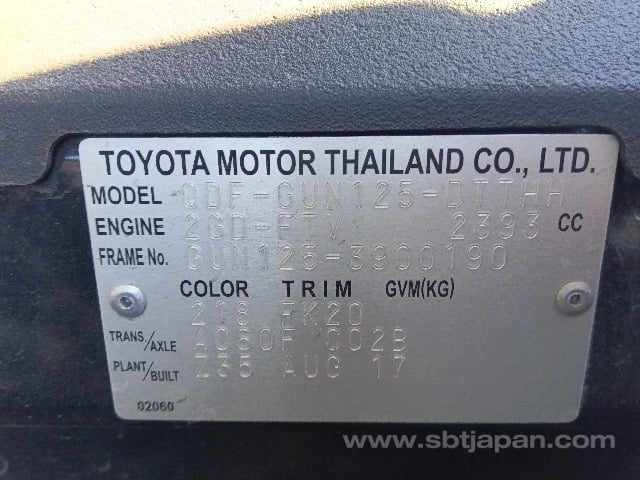 TOYOTA MOTOR THAILAND CO., LTD.
MODEL QDF-GUN125-DTTHH
ENGINE 2GD-FTV 2393 CC
FRAME No. GUN125-3900190
COLOR TRIM GVM(KG)
218 FK20
TRANS./AXLE AC60F C02B
PLANT/BUILT Z35 AUG 17
02060
www.sbtjapan.com